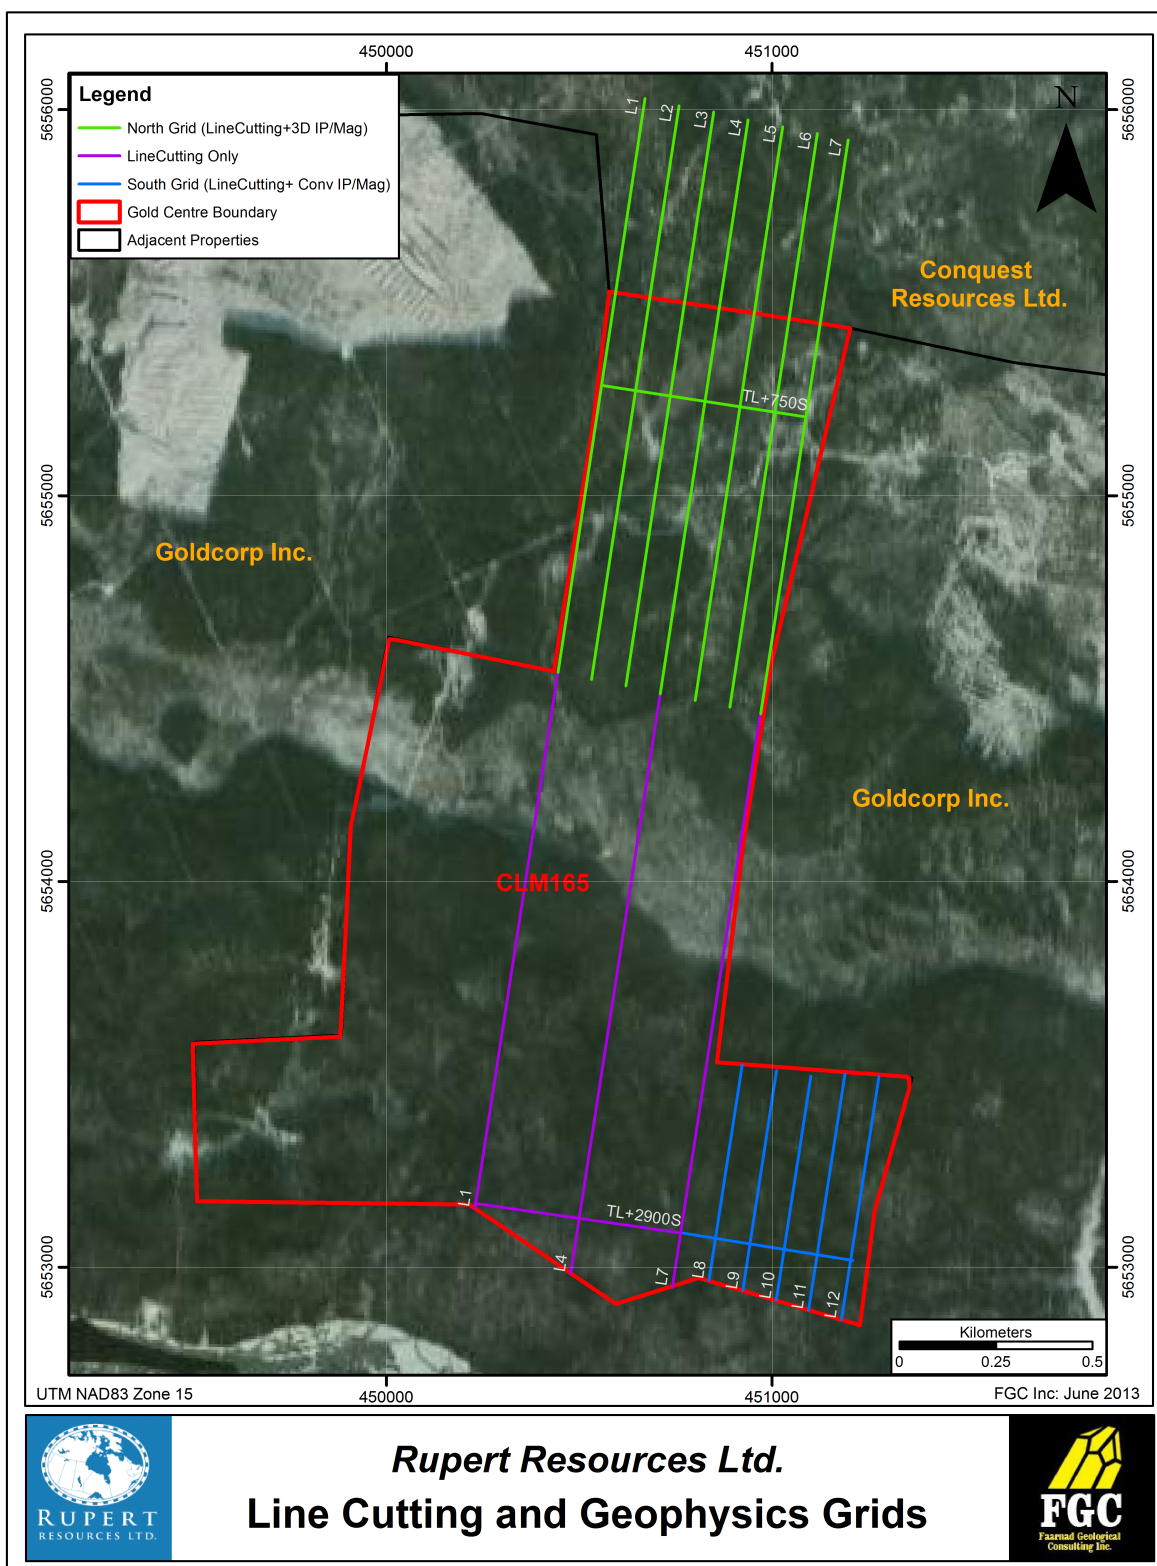 450000
451000
5656000
5656000
Legend
North Grid (LineCutting+3D IP/Mag)
LineCutting Only
South Grid (LineCutting+ Conv IP/Mag)
Gold Centre Boundary
Adjacent Properties
L1
L2
L3
L4
L5
L6
L7
N
Conquest
Resources Ltd.
TL+750S
5655000
5655000
Goldcorp Inc.
Goldcorp Inc.
5654000
CLM165
5654000
L1
TL+2900S
5653000
L4
L7
L8
L9
L10
L11
L12
5653000
Kilometers
0
0.25
0.5
UTM NAD83 Zone 15
450000
451000
FGC Inc: June 2013
RUPERT
RESOURCES LTD.
Rupert Resources Ltd.
Line Cutting and Geophysics Grids
FGC
Faarnad Geological
Consulting Inc.